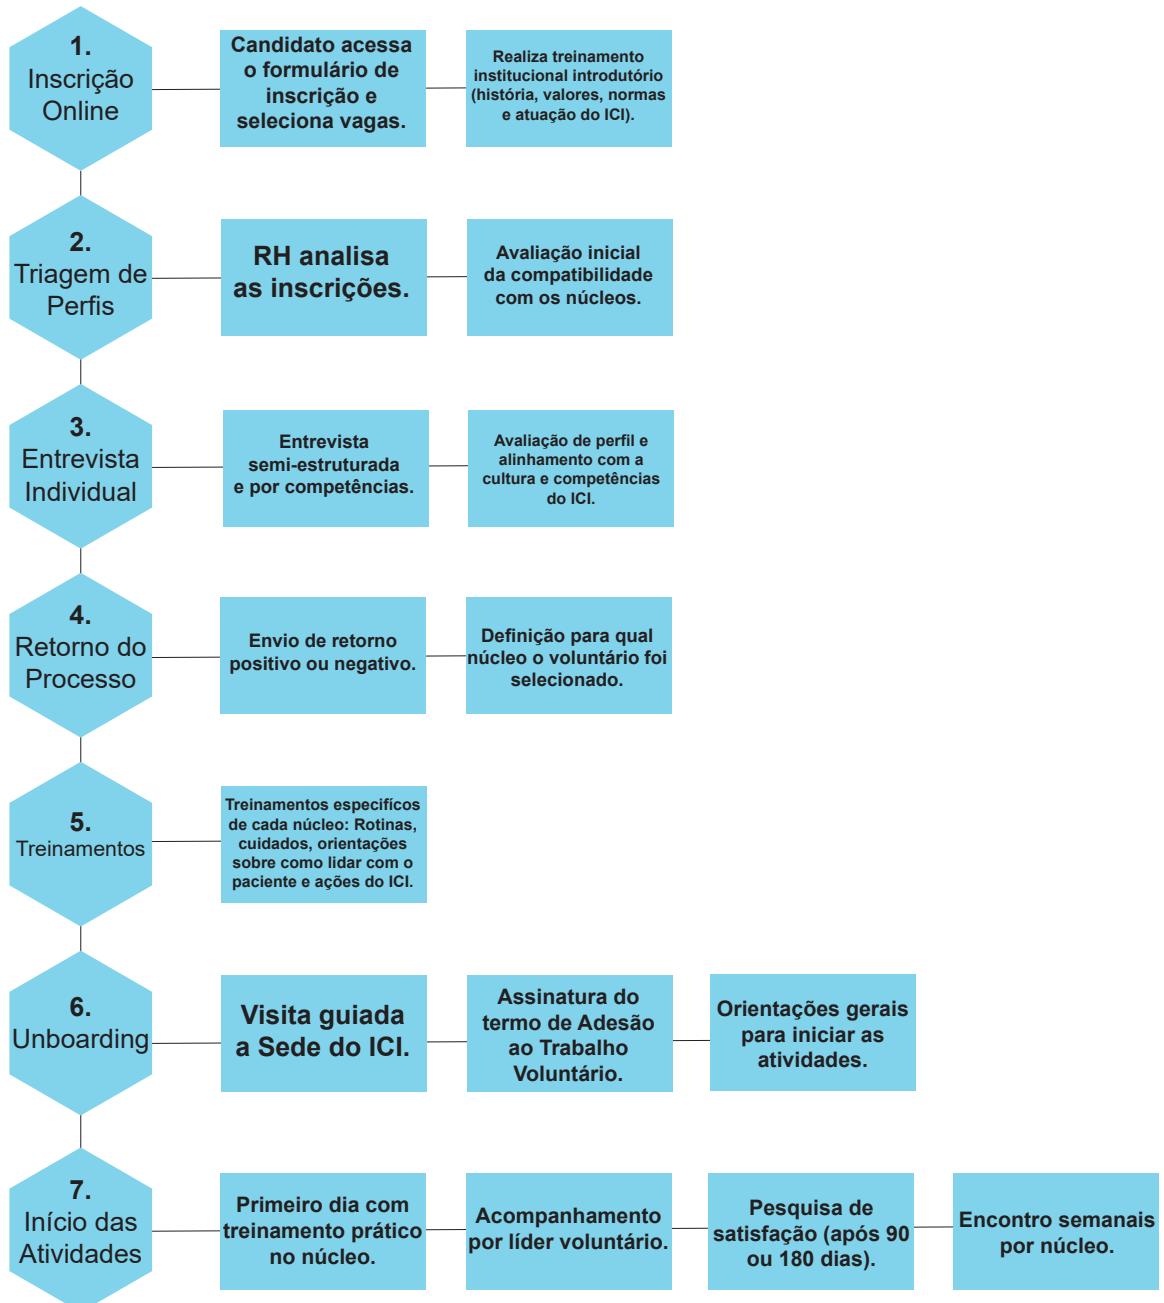 1.
Inscrição
Online
Candidato acessa
o formulário de
inscrição e
seleciona vagas.
Realiza treinamento
institucional introdutório
(história, valores, normas
e atuação do ICI).
2.
Triagem de
Perfis
RH analisa
as inscrições.
Avaliação inicial
da compatibilidade
com os núcleos.
3.
Entrevista
Individual
Entrevista
semi-estruturada
e por competências.
Avaliação de perfil e
alinhamento com a
cultura e competências
do ICI.
4.
Retorno do
Processo
Envio de retorno
positivo ou negativo.
Definição para qual
núcleo o voluntário foi
selecionado.
5.
Treinamentos
Treinamentos especifícos
de cada núcleo: Rotinas,
cuidados, orientações
sobre como lidar com o
paciente e ações do ICI.
6.
Unboarding
Visita guiada
a Sede do ICI.
Assinatura do
termo de Adesão
ao Trabalho
Voluntário.
Orientações gerais
para iniciar as
atividades.
7.
Início das
Atividades
Primeiro dia com
treinamento prático
no núcleo.
Acompanhamento
por líder voluntário.
Pesquisa de
satisfação (após 90
ou 180 dias).
Encontro semanais
por núcleo.